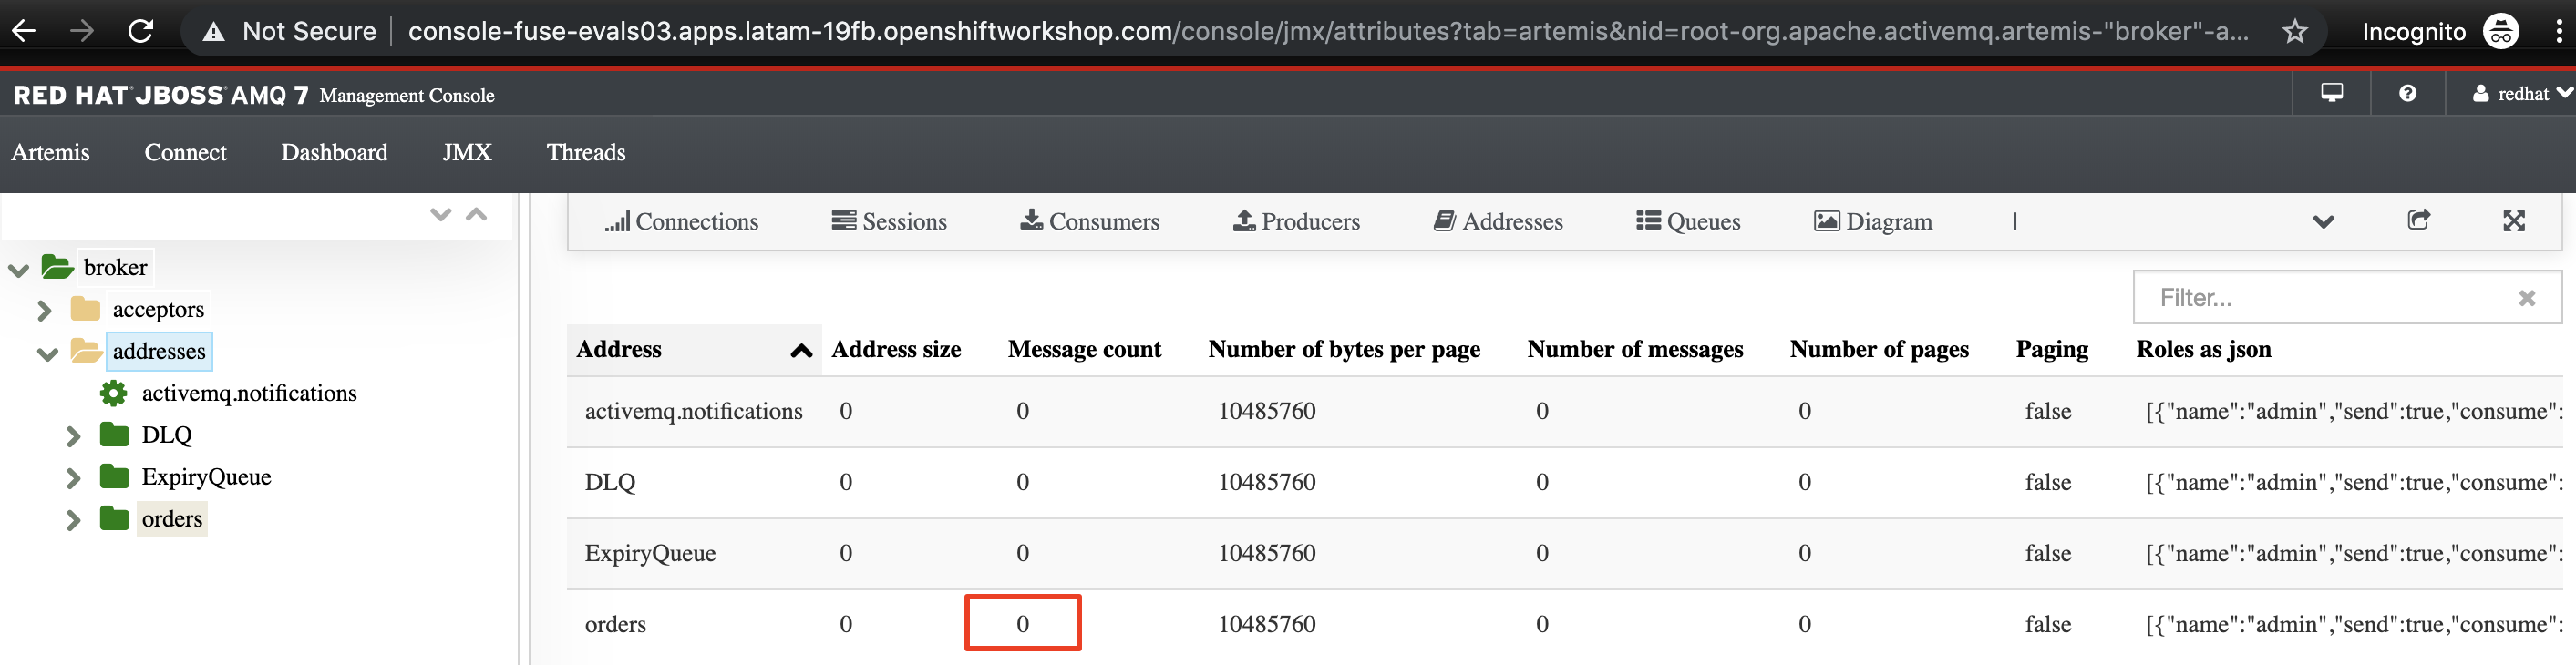 Not Secure | console-fuse-evals03.apps.latam-19fb.openshiftworkshop.com/console/jmx/attributes?tab=artemis&nid=root-org.apache.activemq.artemis-"broker"-a... Incognito
RED HAT JBOSS AMQ 7 Management Console redhat
Artemis Connect Dashboard JMX Threads
Connections Sessions Consumers Producers Addresses Queues Diagram
broker
acceptors
addresses
activemq.notifications
DLQ
ExpiryQueue
orders
Filter...
Address Address size Message count Number of bytes per page Number of messages Number of pages Paging Roles as json
activemq.notifications 0 0 10485760 0 0 false [{"name":"admin","send":true,"consume":
DLQ 0 0 10485760 0 0 false [{"name":"admin","send":true,"consume":
ExpiryQueue 0 0 10485760 0 0 false [{"name":"admin","send":true,"consume":
orders 0 0 10485760 0 0 false [{"name":"admin","send":true,"consume":